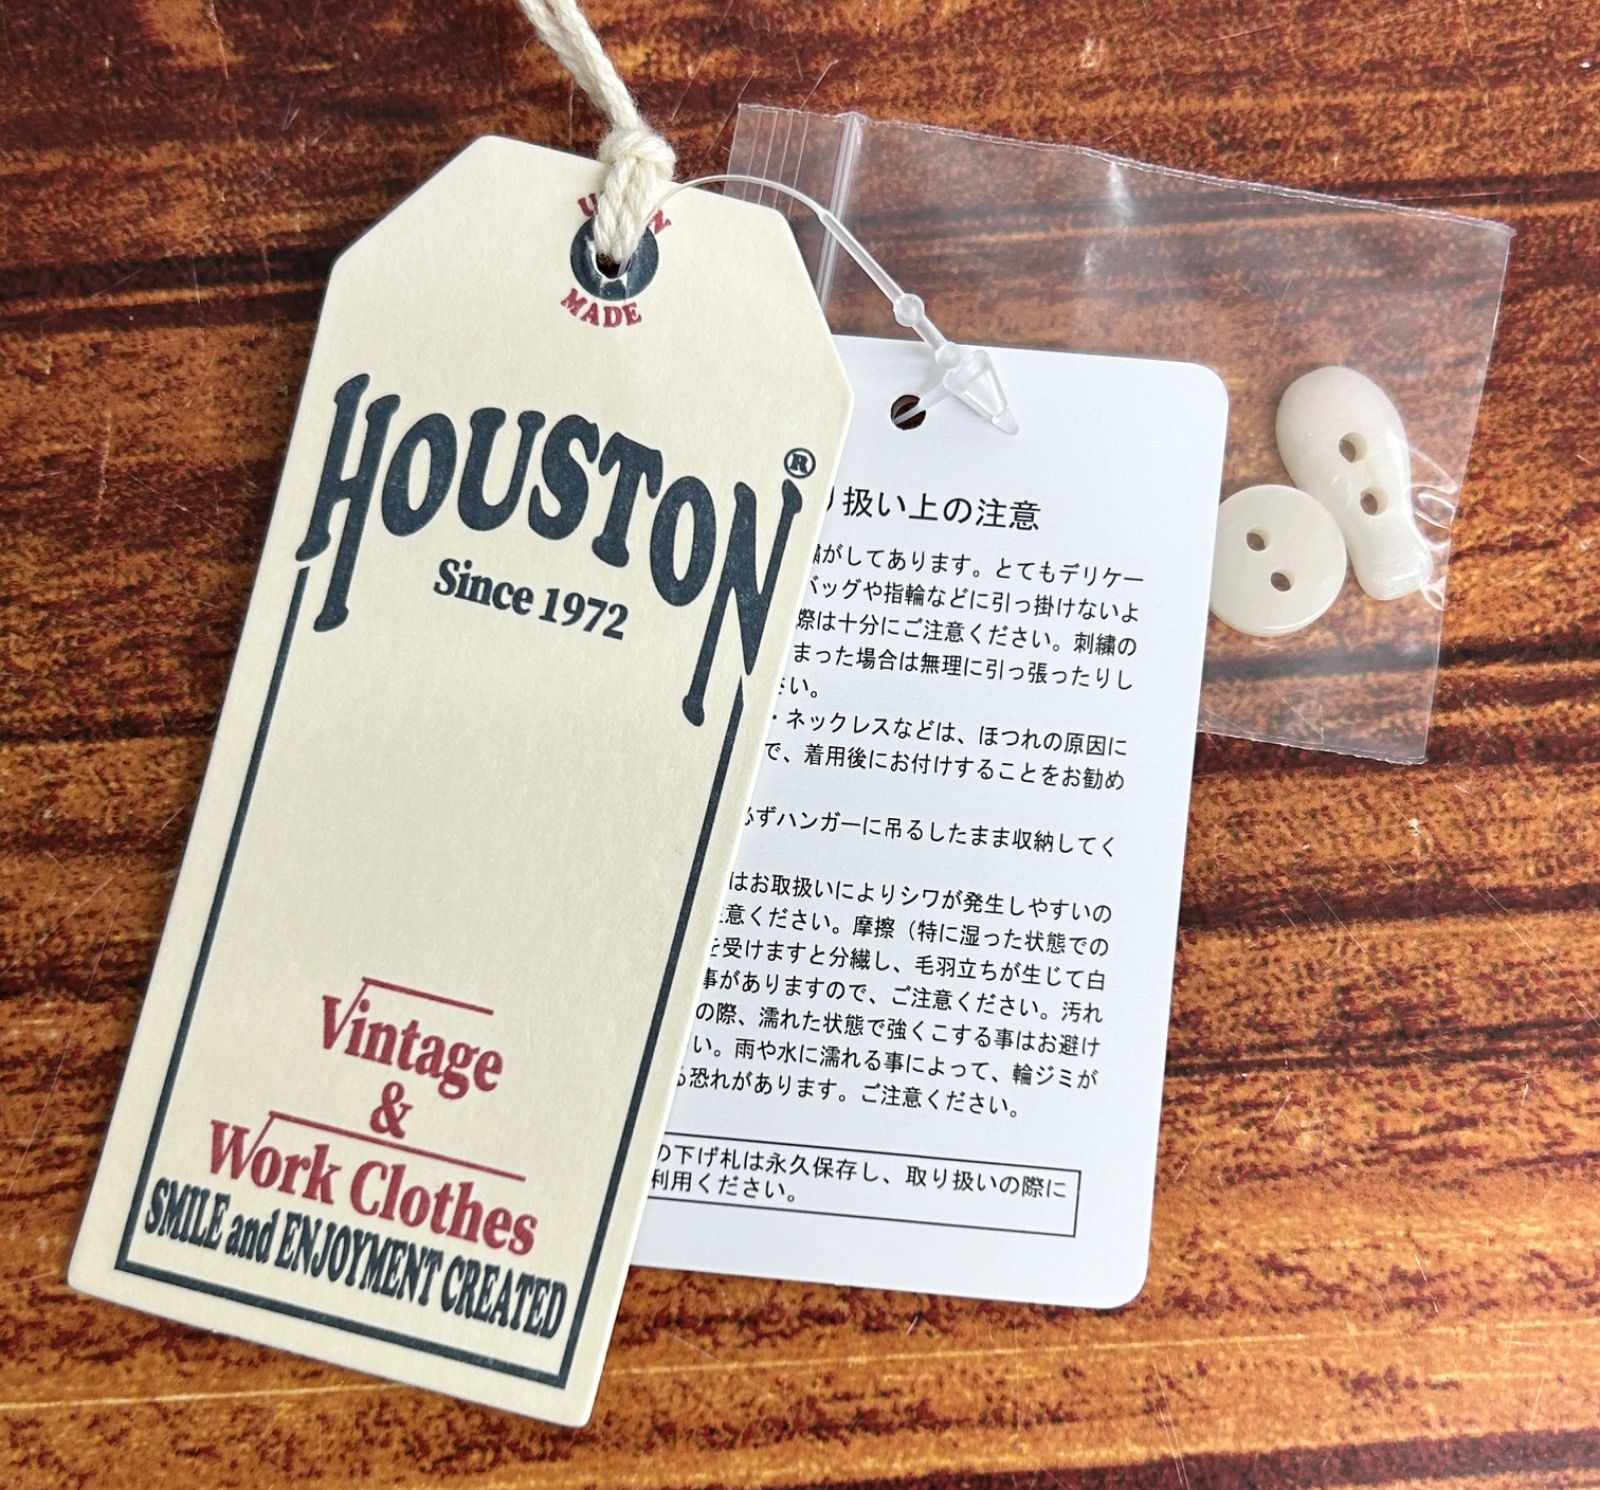 MADE
HOUSTON®
Since 1972
Vintage
&
Work Clothes
SMILE and ENJOYMENT CREATED
扱い上の注意
がしてあります。とてもデリケー
バッグや指輪などに引っ掛けないよ
際は十分にご注意ください。刺繍の
まった場合は無理に引っ張ったりし
い。
・ネックレスなどは、ほつれの原因に
で、着用後にお付けすることをお勧め
必ずハンガーに吊るしたまま収納してく
はお取扱いによりシワが発生しやすいの
意ください。摩擦（特に湿った状態での
を受けますと分繊し、毛羽立ちが生じて白
事がありますので、ご注意ください。汚れ
の際、濡れた状態で強くこする事はお避け
い。雨や水に濡れる事によって、輪ジミが
る恐れがあります。ご注意ください。
の下げ札は永久保存し、取り扱いの際に
利用ください。